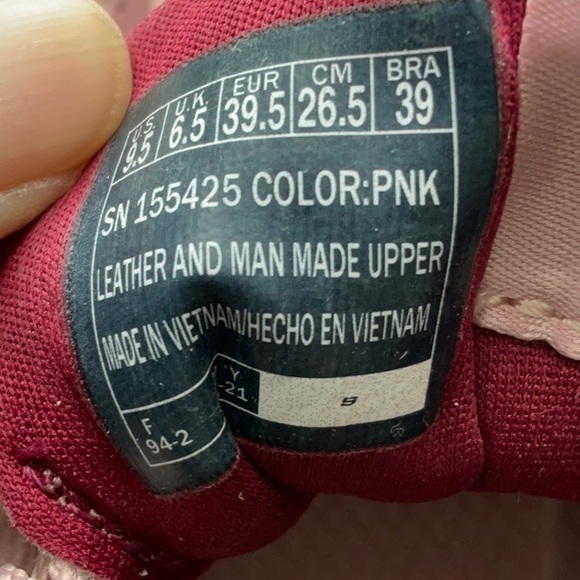 U.S. U.K. EUR CM BRA
9.5 6.5 39.5 26.5 39
SN 155425 COLOR:PNK
LEATHER AND MAN MADE UPPER
MADE IN VIETNAM/HECHO EN VIETNAM
F Y
94-2 -21 S